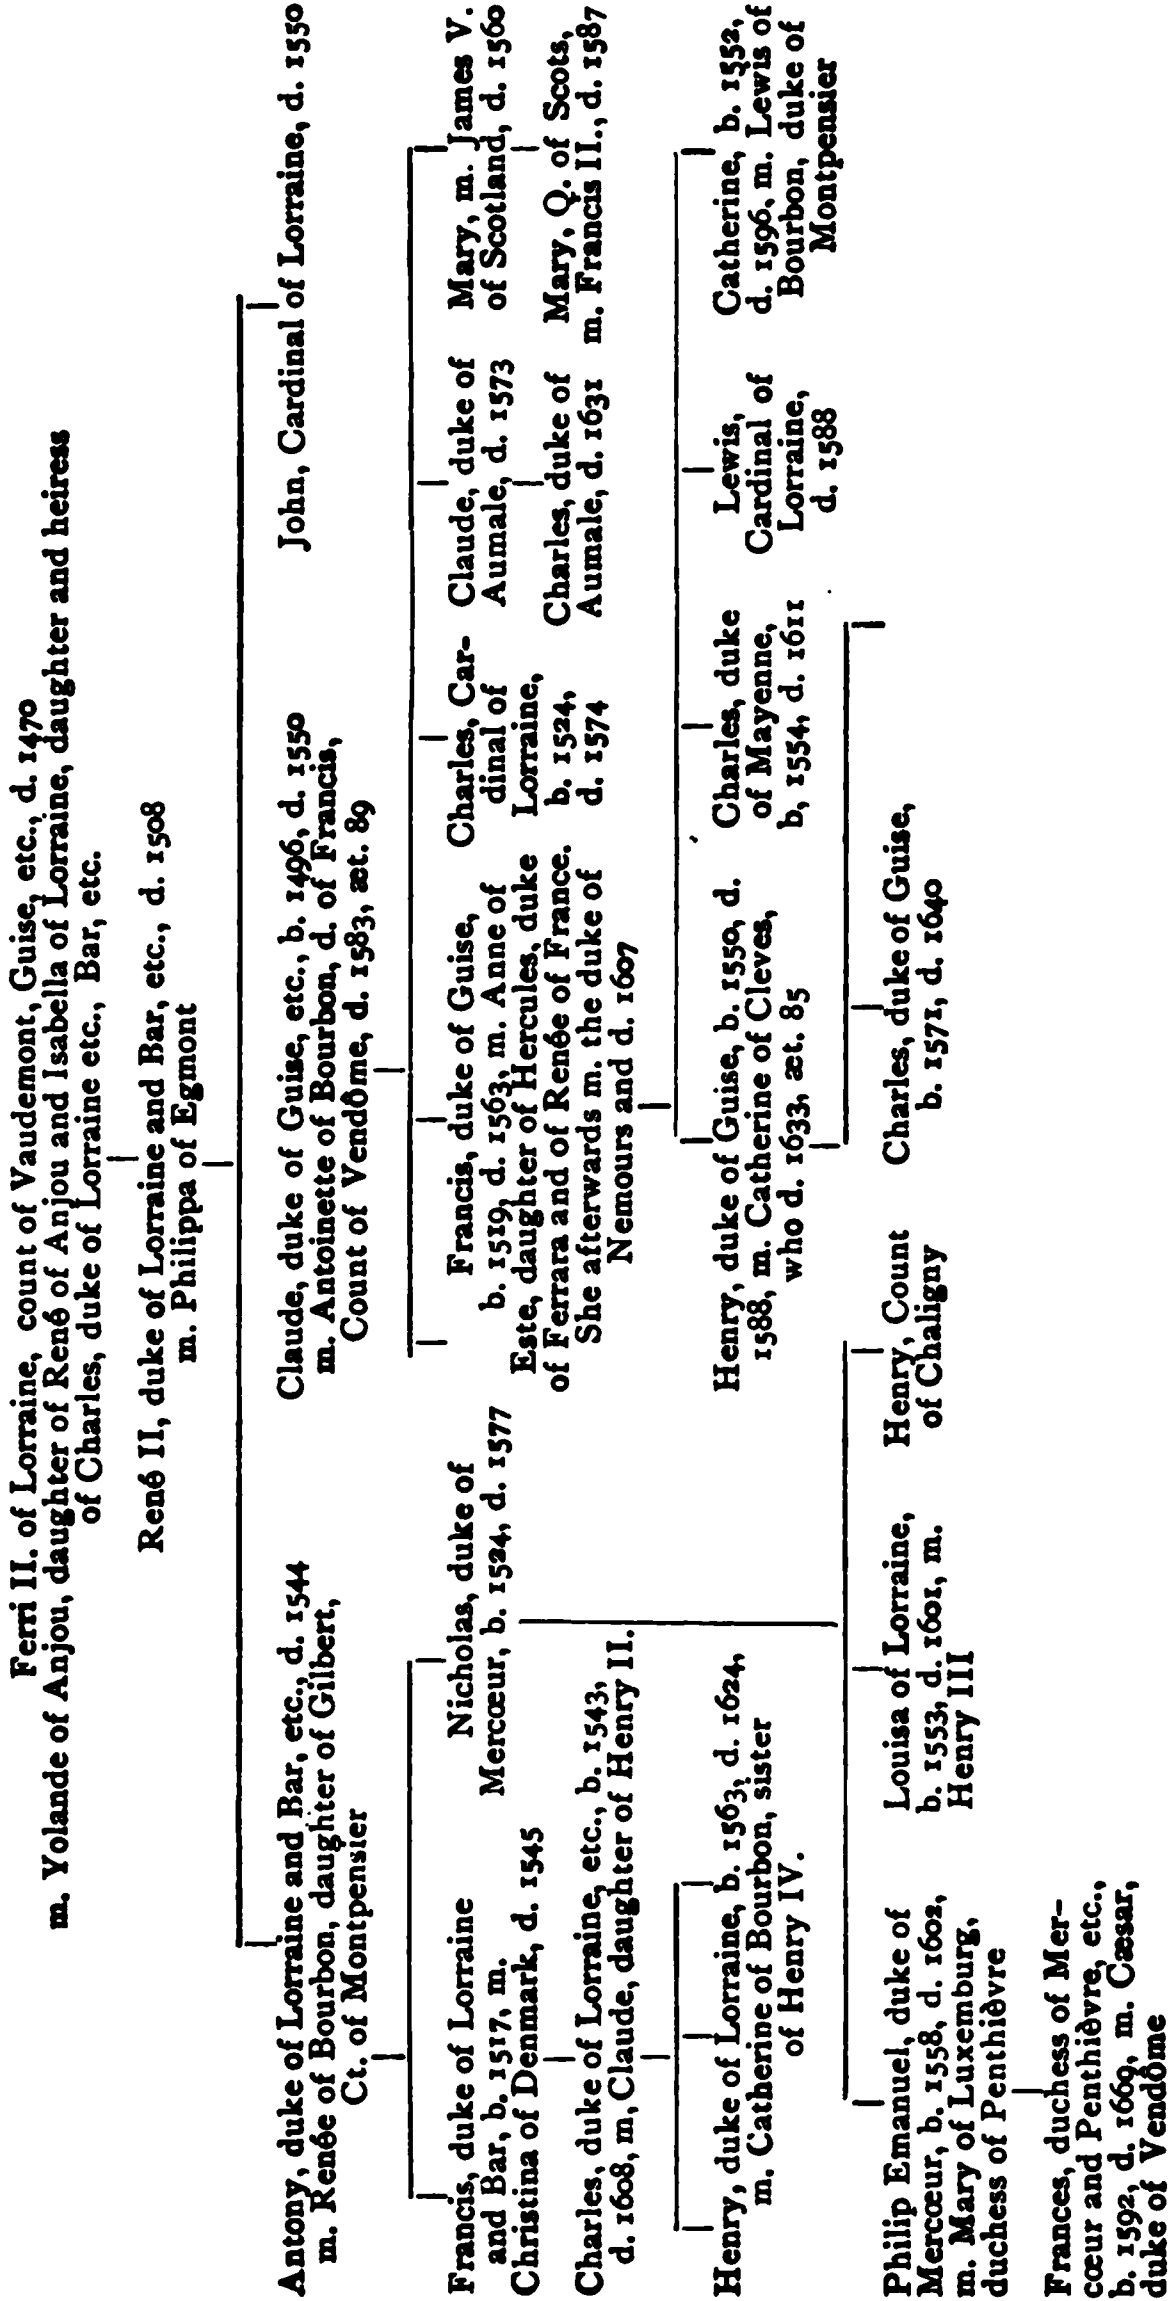 Ferri II. of Lorraine, count of Vaudemont, Guise, etc., d. 1470
m. Yolande of Anjou, daughter of René of Anjou and Isabella of Lorraine, daughter and heiress
of Charles, duke of Lorraine etc., Bar, etc.
René II, duke of Lorraine and Bar, etc., d. 1508
m. Philippa of Egmont
Antony, duke of Lorraine and Bar, etc., d. 1544
m. Renée of Bourbon, daughter of Gilbert,
Ct. of Montpensier
Claude, duke of Guise, etc., b. 1496, d. 1550
m. Antoinette of Bourbon, d. of Francis,
Count of Vendôme, d. 1583, æt. 89
John, Cardinal of Lorraine, d. 1550
Francis, duke of Lorraine
and Bar, b. 1517, m.
Christina of Denmark, d. 1545
Nicholas, duke of
Mercœur, b. 1524, d. 1577
Francis, duke of Guise,
b. 1519, d. 1563, m. Anne of
Este, daughter of Hercules, duke
of Ferrara and of Renée of France.
She afterwards m. the duke of
Nemours and d. 1607
Charles, Car-
dinal of
Lorraine,
b. 1524,
d. 1574
Claude, duke of
Aumale, d. 1573
Mary, m. James V.
of Scotland, d. 1560
Charles, duke of Lorraine, etc., b. 1543,
d. 1608, m, Claude, daughter of Henry II.
Charles, duke of
Aumale, d. 1631
Mary, Q. of Scots,
m. Francis II., d. 1587
Henry, duke of Lorraine, b. 1563, d. 1624,
m. Catherine of Bourbon, sister
of Henry IV.
Henry, duke of Guise, b. 1550, d.
1588, m. Catherine of Cleves,
who d. 1633, æt. 85
Charles, duke
of Mayenne,
b, 1554, d. 1611
Lewis,
Cardinal of
Lorraine,
d. 1588
Catherine, b. 1552,
d. 1596, m. Lewis of
Bourbon, duke of
Montpensier
Philip Emanuel, duke of
Mercœur, b. 1558, d. 1602,
m. Mary of Luxemburg,
duchess of Penthièvre
Louisa of Lorraine,
b. 1553, d. 1601, m.
Henry III
Henry, Count
of Chaligny
Charles, duke of Guise,
b. 1571, d. 1640
Frances, duchess of Mer-
cœur and Penthièvre, etc.,
b. 1592, d. 1669, m. Cæsar,
duke of Vendôme